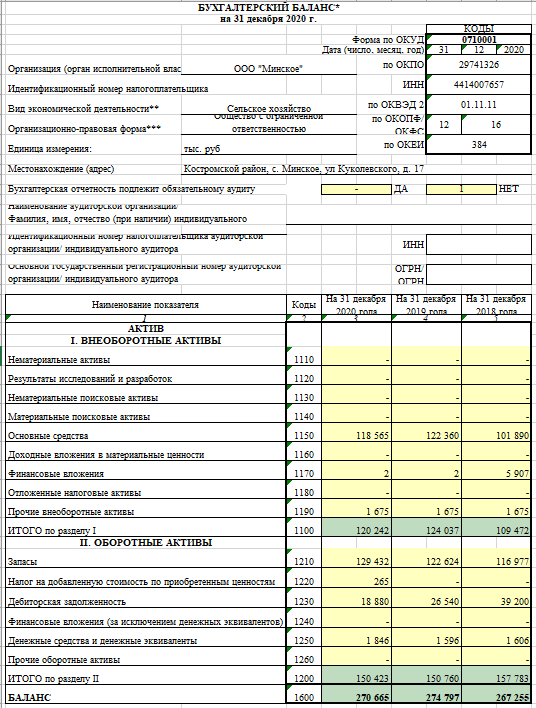 БУХГАЛТЕРСКИЙ БАЛАНС*
на 31 декабря 2020 г.
КОДЫ
Форма по ОКУД 0710001
Дата (число, месяц, год) 31 12 2020
Организация (орган исполнительной влас ООО "Минское" по ОКПО 29741326
Идентификационный номер налогоплательщика ИНН 4414007657
Вид экономической деятельности** Сельское хозяйство по ОКВЭД 2 01.11.11
Организационно-правовая форма*** Общество с ограниченной ответственностью по ОКОПФ/ОКФС 12 16
Единица измерения: тыс. руб по ОКЕИ 384
Местонахождение (адрес) Костромской район, с. Минское, ул Куколевского, д. 17
Бухгалтерская отчетность подлежит обязательному аудиту - ДА 1 НЕТ
Наименование аудиторской организации/
Фамилия, имя, отчество (при наличии) индивидуального
Идентификационный номер налогоплательщика аудиторской
организации/ индивидуального аудитора ИНН
Основной государственный регистрационный номер аудиторской
организации/ индивидуального аудитора ОГРН/ОГРН
Наименование показателя Коды На 31 декабря 2020 года На 31 декабря 2019 года На 31 декабря 2018 года
1 2 3 4 5
АКТИВ
I. ВНЕОБОРОТНЫЕ АКТИВЫ
Нематериальные активы 1110 - - -
Результаты исследований и разработок 1120 - - -
Нематериальные поисковые активы 1130 - - -
Материальные поисковые активы 1140 - - -
Основные средства 1150 118 565 122 360 101 890
Доходные вложения в материальные ценности 1160 - - -
Финансовые вложения 1170 2 2 5 907
Отложенные налоговые активы 1180 - - -
Прочие внеоборотные активы 1190 1 675 1 675 1 675
ИТОГО по разделу I 1100 120 242 124 037 109 472
II. ОБОРОТНЫЕ АКТИВЫ
Запасы 1210 129 432 122 624 116 977
Налог на добавленную стоимость по приобретенным ценностям 1220 265 - -
Дебиторская задолженность 1230 18 880 26 540 39 200
Финансовые вложения (за исключением денежных эквивалентов) 1240 - - -
Денежные средства и денежные эквиваленты 1250 1 846 1 596 1 606
Прочие оборотные активы 1260 - - -
ИТОГО по разделу II 1200 150 423 150 760 157 783
БАЛАНС 1600 270 665 274 797 267 255